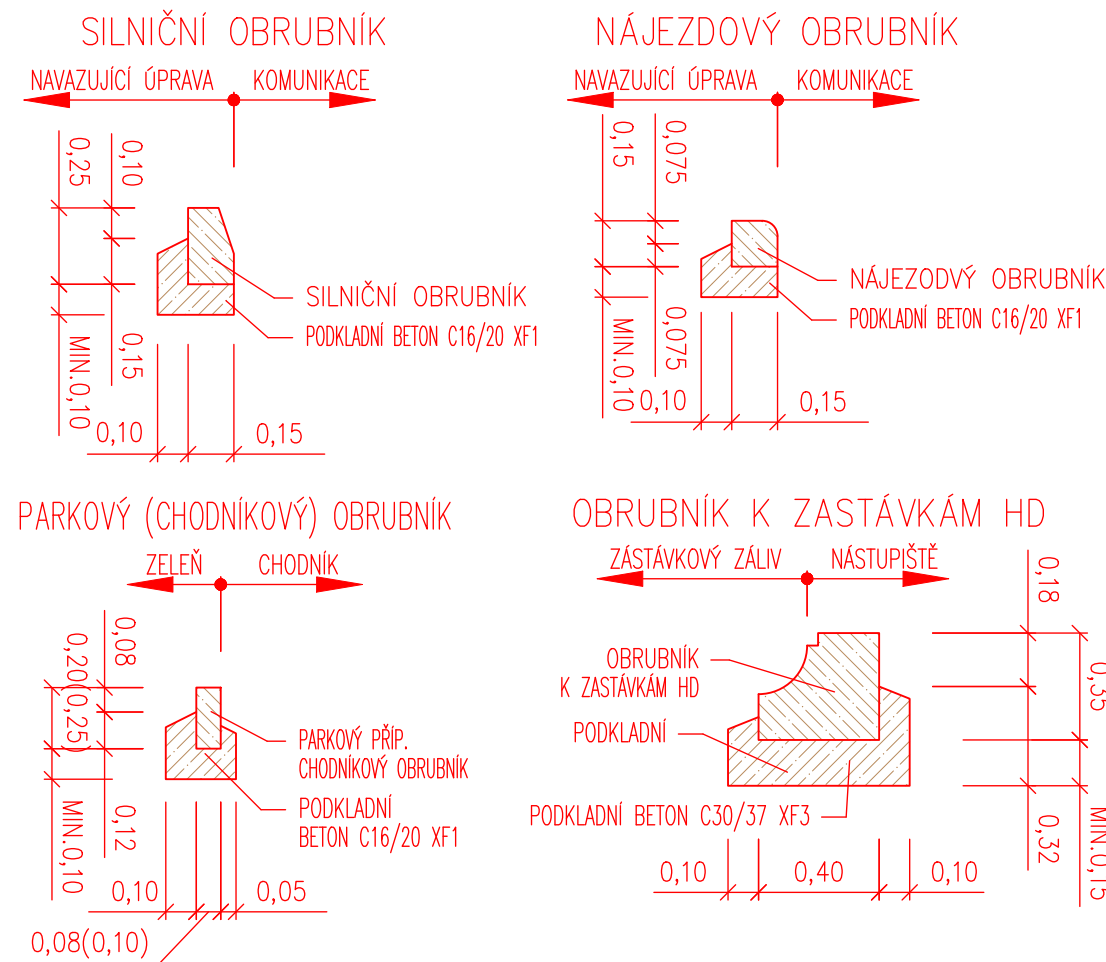 SILNIČNÍ OBRUBNÍK
NAVAZUJÍCÍ ÚPRAVA
KOMUNIKACE
0,25
0,10
SILNIČNÍ OBRUBNÍK
PODKLADNÍ BETON C16/20 XF1
MIN.0,10
0,15
0,10
0,15
NÁJEZDOVÝ OBRUBNÍK
NAVAZUJÍCÍ ÚPRAVA
KOMUNIKACE
0,15
0,075
NÁJEZODVÝ OBRUBNÍK
PODKLADNÍ BETON C16/20 XF1
MIN.0,10
0,075
0,10
0,15
PARKOVÝ (CHODNÍKOVÝ) OBRUBNÍK
ZELEŇ
CHODNÍK
0,20(0,25)
0,08
PARKOVÝ PŘÍP.
CHODNÍKOVÝ OBRUBNÍK
PODKLADNÍ
BETON C16/20 XF1
MIN.0,10
0,12
0,10
0,05
0,08(0,10)
OBRUBNÍK K ZASTÁVKÁM HD
ZÁSTÁVKOVÝ ZÁLIV
NÁSTUPIŠTĚ
0,18
0,35
OBRUBNÍK
K ZASTÁVKÁM HD
PODKLADNÍ
PODKLADNÍ BETON C30/37 XF3
0,32
MIN.0,15
0,10
0,40
0,10